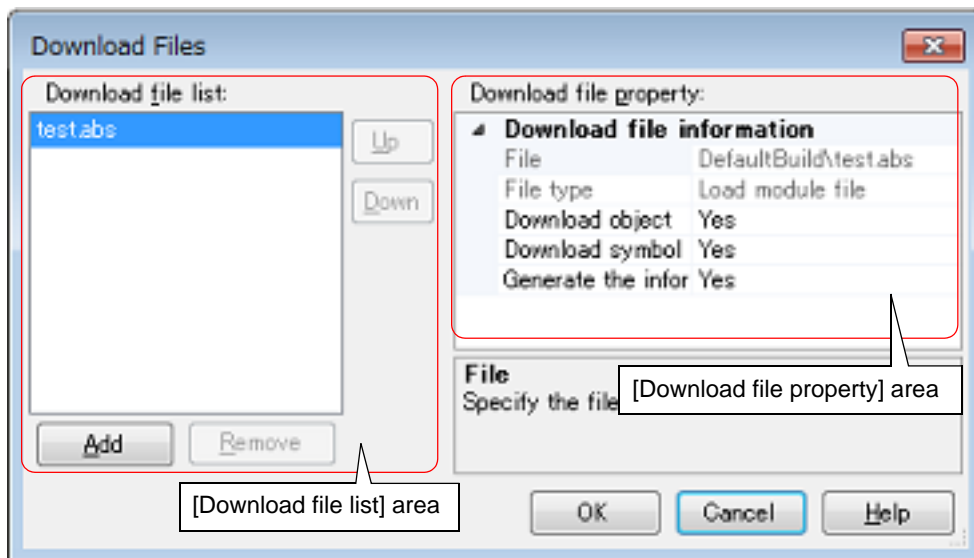 Download Files
Download file list:
test.abs
Up
Down
Add
Remove
[Download file list] area
Download file property:
Download file information
File DefaultBuild\test.abs
File type Load module file
Download object Yes
Download symbol Yes
Generate the infor Yes
[Download file property] area
File
Specify the file
OK
Cancel
Help